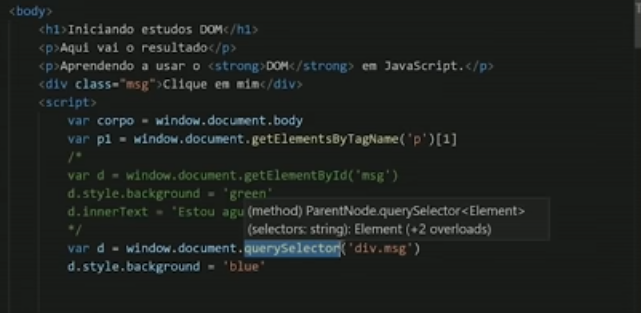 <body>
<h1>Iniciando estudos DOM</h1>
<p>Aqui vai o resultado</p>
<p>Aprendendo a usar o <strong>DOM</strong> em JavaScript.</p>
<div class="msg">Clique em mim</div>
<script>
var corpo = window.document.body
var p1 = window.document.getElementsByTagName('p')[1]
/*
var d = window.document.getElementById('msg')
d.style.background = 'green'
d.innerText = 'Estou agu
(method) ParentNode.querySelector<Element>
(selectors: string): Element (+2 overloads)
*/
var d = window.document.querySelector('div.msg')
d.style.background = 'blue'